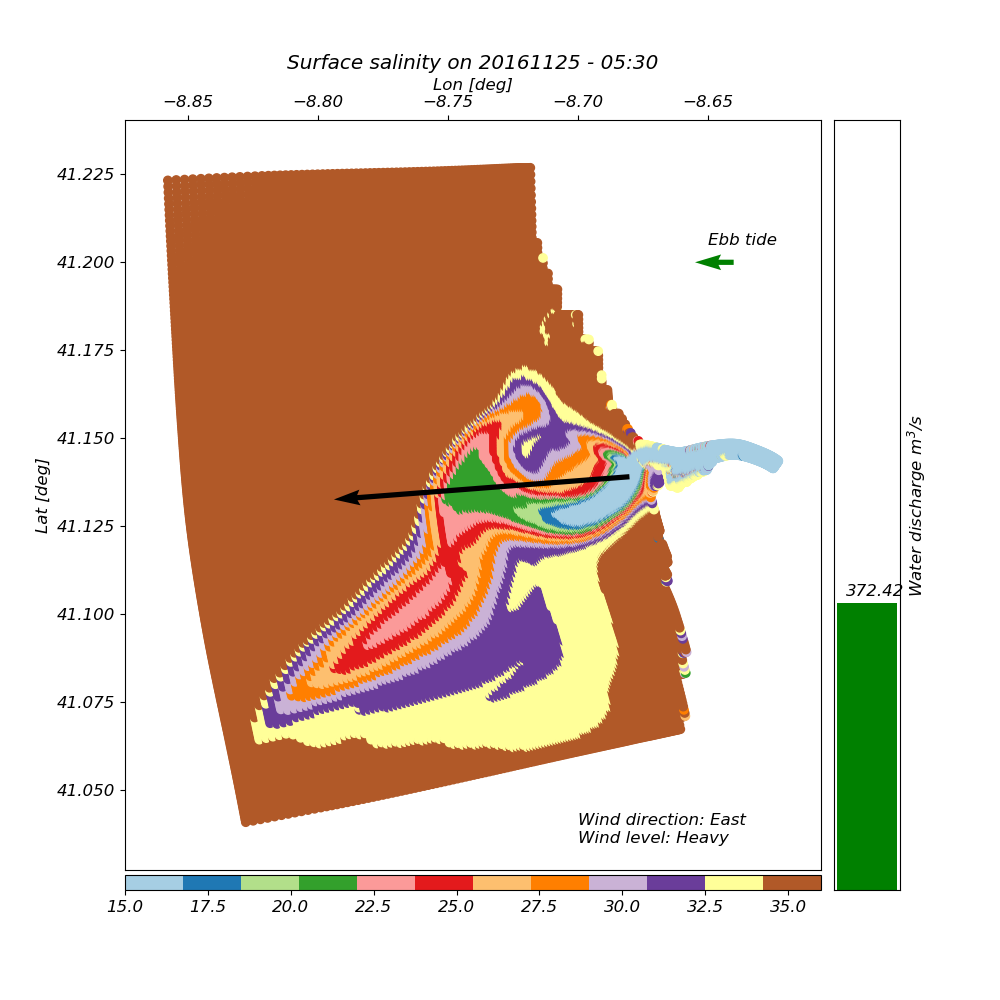 Surface salinity on 20161125 - 05:30
Lon [deg]
−8.85 −8.80 −8.75 −8.70 −8.65
41.225
41.200
41.175
41.150
41.125
41.100
41.075
41.050
Lat [deg]
Ebb tide
Wind direction: East
Wind level: Heavy
372.42
Water discharge m³/s
15.0 17.5 20.0 22.5 25.0 27.5 30.0 32.5 35.0